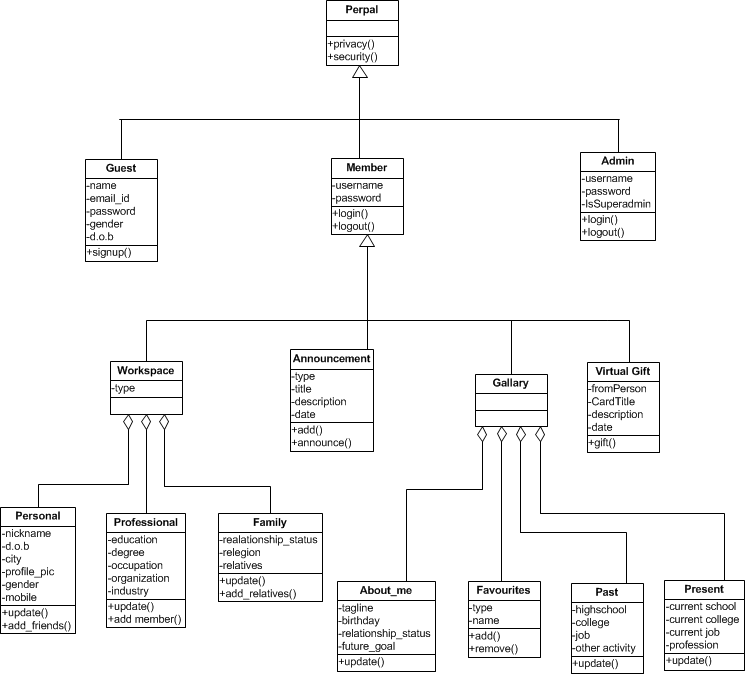 Perpal
+privacy()
+security()
Guest
-name
-email_id
-password
-gender
-d.o.b
+signup()
Member
-username
-password
+login()
+logout()
Admin
-username
-password
-IsSuperadmin
+login()
+logout()
Workspace
-type
Announcement
-type
-title
-description
-date
+add()
+announce()
Gallary
Virtual Gift
-fromPerson
-CardTitle
-description
-date
+gift()
Personal
-nickname
-d.o.b
-city
-profile_pic
-gender
-mobile
+update()
+add_friends()
Professional
-education
-degree
-occupation
-organization
-industry
+update()
+add member()
Family
-realationship_status
-relegion
-relatives
+update()
+add_relatives()
About_me
-tagline
-birthday
-relationship_status
-future_goal
+update()
Favourites
-type
-name
+add()
+remove()
Past
-highschool
-college
-job
-other activity
+update()
Present
-current school
-current college
-current job
-profession
+update()